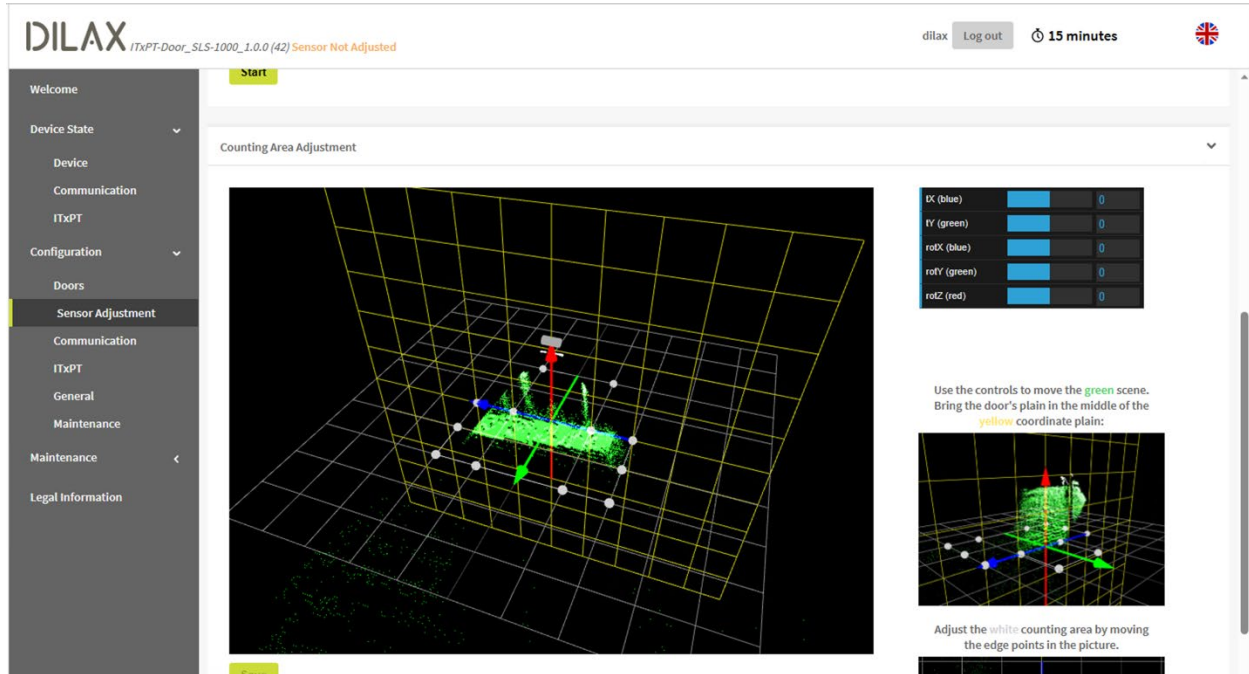 DILAX ITxPT-Door_SLS-1000_1.0.0 (42) Sensor Not Adjusted
dilax Log out 15 minutes
Welcome
Device State
Device
Communication
ITxPT
Configuration
Doors
Sensor Adjustment
Communication
ITxPT
General
Maintenance
Maintenance
Legal Information
Start
Counting Area Adjustment
tX (blue) 0
tY (green) 0
rotX (blue) 0
rotY (green) 0
rotZ (red) 0
Use the controls to move the green scene.
Bring the door's plain in the middle of the
yellow coordinate plain:
Adjust the white counting area by moving
the edge points in the picture.
Save